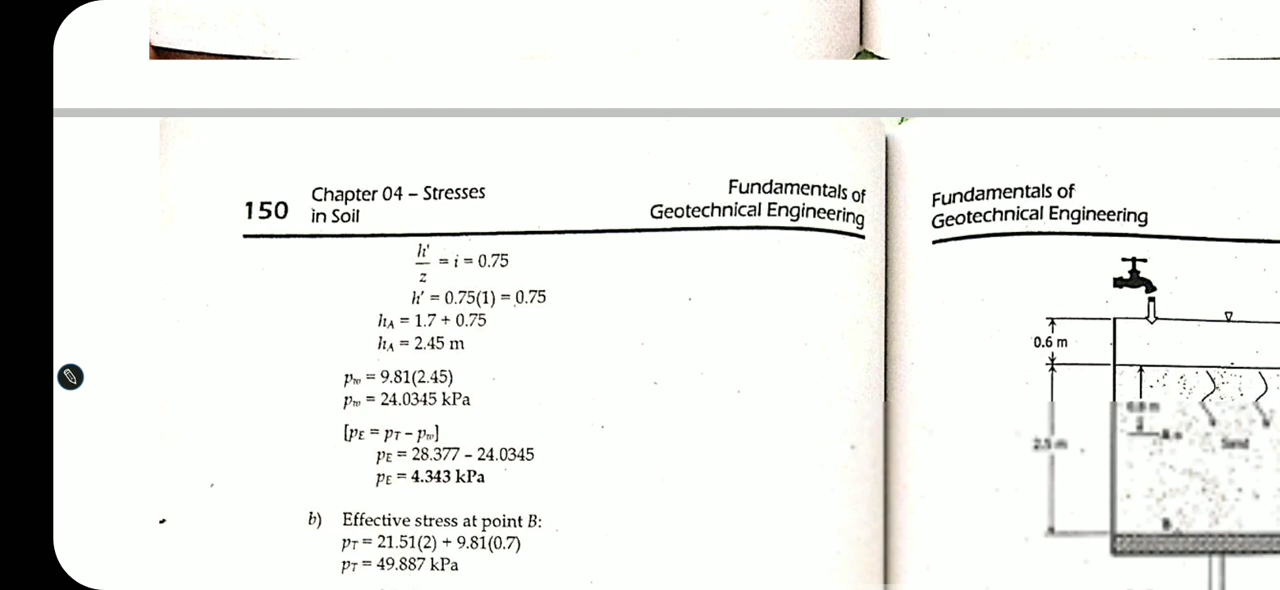 150
Chapter 04 – Stresses
in Soil
Fundamentals of
Geotechnical Engineering
h'/z = i = 0.75
h' = 0.75(1) = 0.75
hA = 1.7 + 0.75
hA = 2.45 m
pw = 9.81(2.45)
pw = 24.0345 kPa
[pE = pT – pw]
pE = 28.377 – 24.0345
pE = 4.343 kPa
b) Effective stress at point B:
pT = 21.51(2) + 9.81(0.7)
pT = 49.887 kPa
Fundamentals of
Geotechnical Engineering
0.6 m
2.5 m
Sand
B